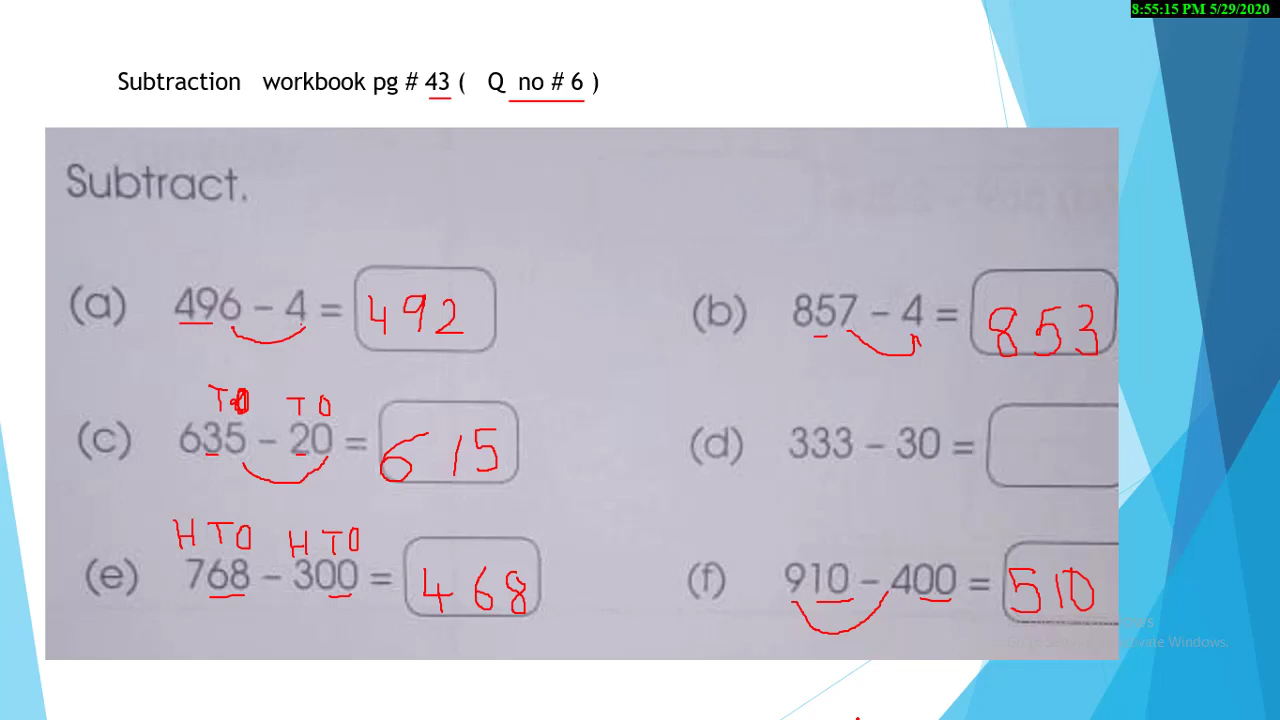 8:55:15 PM 5/29/2020
Subtraction workbook pg # 43 ( Q no # 6 )
Subtract.
(a) 496 – 4 = 492
(b) 857 – 4 = 853
T O T O
(c) 635 – 20 = 615
(d) 333 – 30 =
H T O H T O
(e) 768 – 300 = 468
(f) 910 – 400 = 510